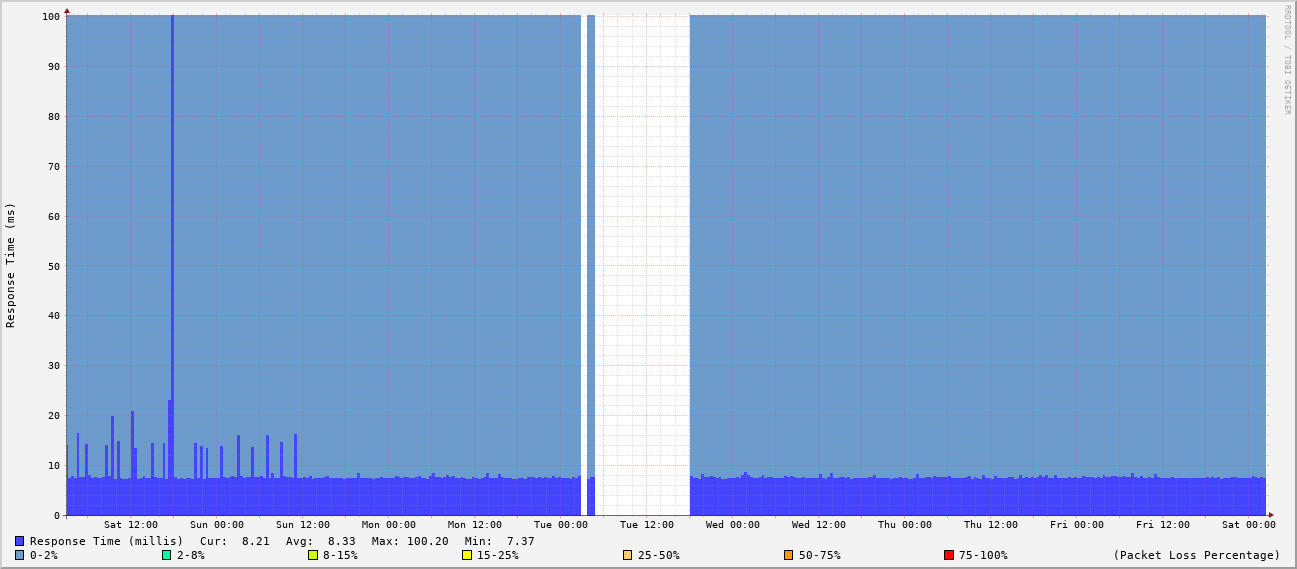 RRDTOOL / TOBI OETIKER
Response Time (ms)
100
90
80
70
60
50
40
30
20
10
0
Sat 12:00 Sun 00:00 Sun 12:00 Mon 00:00 Mon 12:00 Tue 00:00 Tue 12:00 Wed 00:00 Wed 12:00 Thu 00:00 Thu 12:00 Fri 00:00 Fri 12:00 Sat 00:00
Response Time (millis) Cur: 8.21 Avg: 8.33 Max: 100.20 Min: 7.37
0-2% 2-8% 8-15% 15-25% 25-50% 50-75% 75-100% (Packet Loss Percentage)